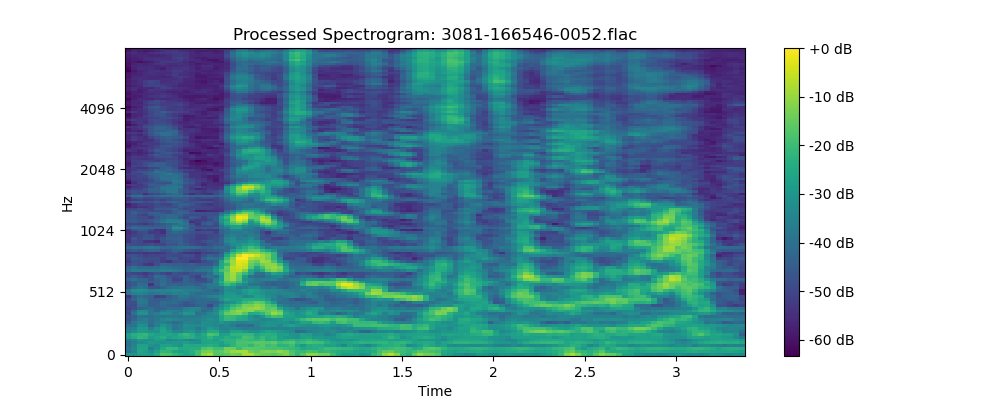 Processed Spectrogram: 3081-166546-0052.flac
Hz
4096
2048
1024
512
0
0 0.5 1 1.5 2 2.5 3
Time
+0 dB
-10 dB
-20 dB
-30 dB
-40 dB
-50 dB
-60 dB